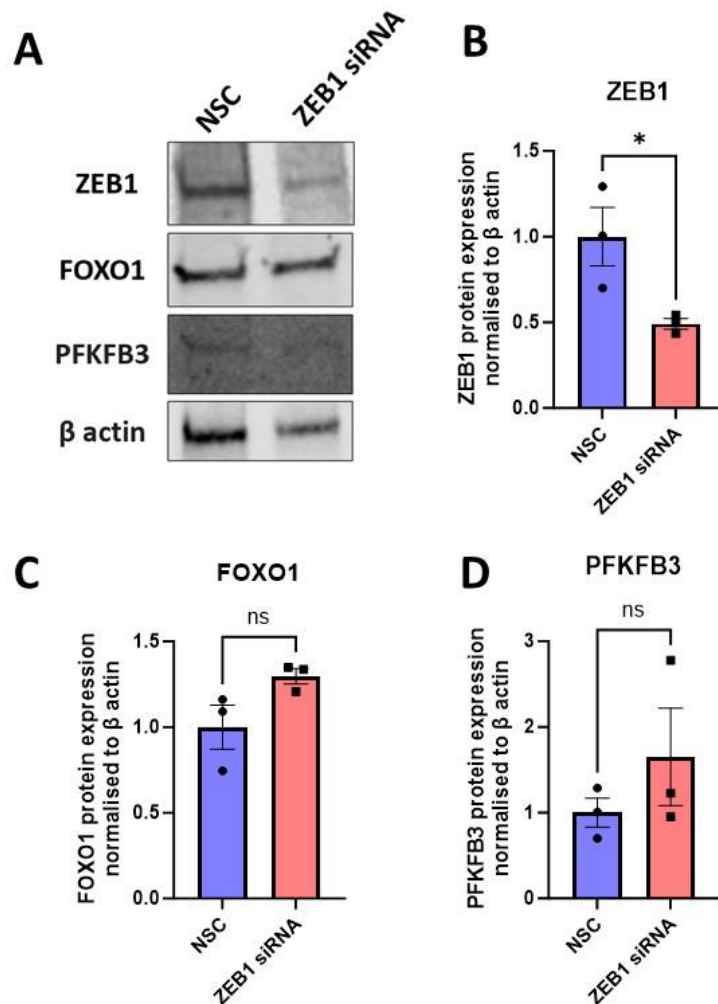 A
NSC
ZEB1 siRNA
ZEB1
FOXO1
PFKFB3
β actin
B
ZEB1
*
1.5
1.0
0.5
0.0
ZEB1 protein expression
normalised to β actin
NSC
ZEB1 siRNA
C
FOXO1
ns
1.5
1.0
0.5
0.0
FOXO1 protein expression
normalised to β actin
NSC
ZEB1 siRNA
D
PFKFB3
ns
3
2
1
0
PFKFB3 protein expression
normalised to β actin
NSC
ZEB1 siRNA